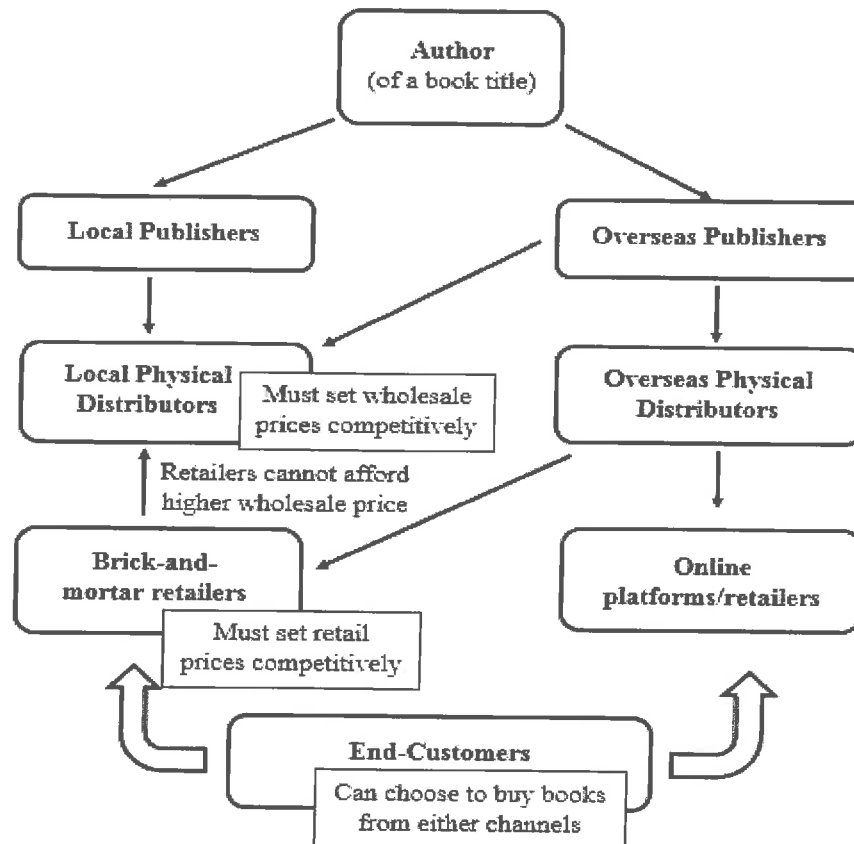 Author
(of a book title)
Local Publishers
Overseas Publishers
Local Physical
Distributors
Must set wholesale
prices competitively
Overseas Physical
Distributors
Retailers cannot afford
higher wholesale price
Brick-and-
mortar retailers
Must set retail
prices competitively
Online
platforms/retailers
End-Customers
Can choose to buy books
from either channels